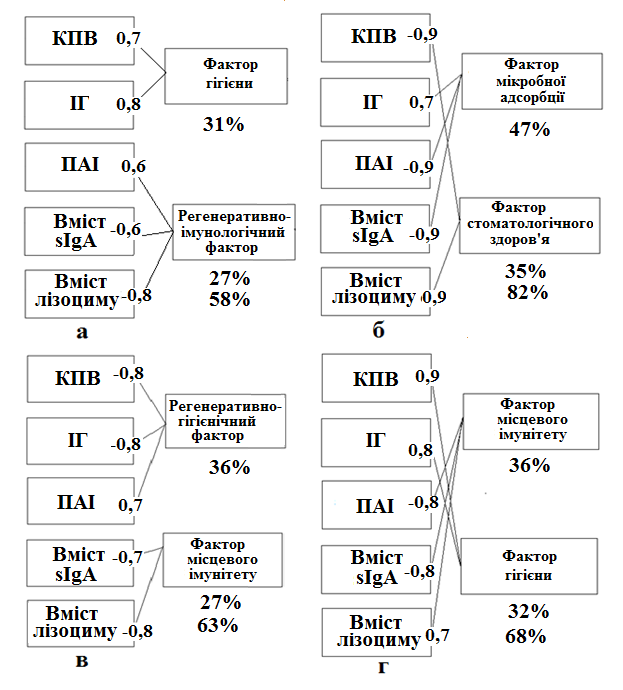 КПВ 0,7
Фактор
гігієни
ІГ 0,8
31%
ПАІ 0,6
Вміст
sIgA -0,6
Регенеративно-
імунологічний
фактор
Вміст
лізоциму -0,8
27%
58%
а
КПВ -0,9
Фактор
мікробної
адсорбції
ІГ 0,7
47%
ПАІ -0,9
Вміст
sIgA -0,9
Фактор
стоматологічного
здоров'я
Вміст
лізоциму 0,9
35%
82%
б
КПВ -0,8
Регенеративно-
гігієнічний
фактор
ІГ -0,8
36%
ПАІ 0,7
Вміст
sIgA -0,7
Фактор
місцевого
імунітету
Вміст
лізоциму -0,8
27%
63%
в
КПВ 0,9
Фактор
місцевого
імунітету
ІГ 0,8
36%
ПАІ -0,8
Вміст
sIgA -0,8
Фактор
гігієни
Вміст
лізоциму 0,7
32%
68%
г